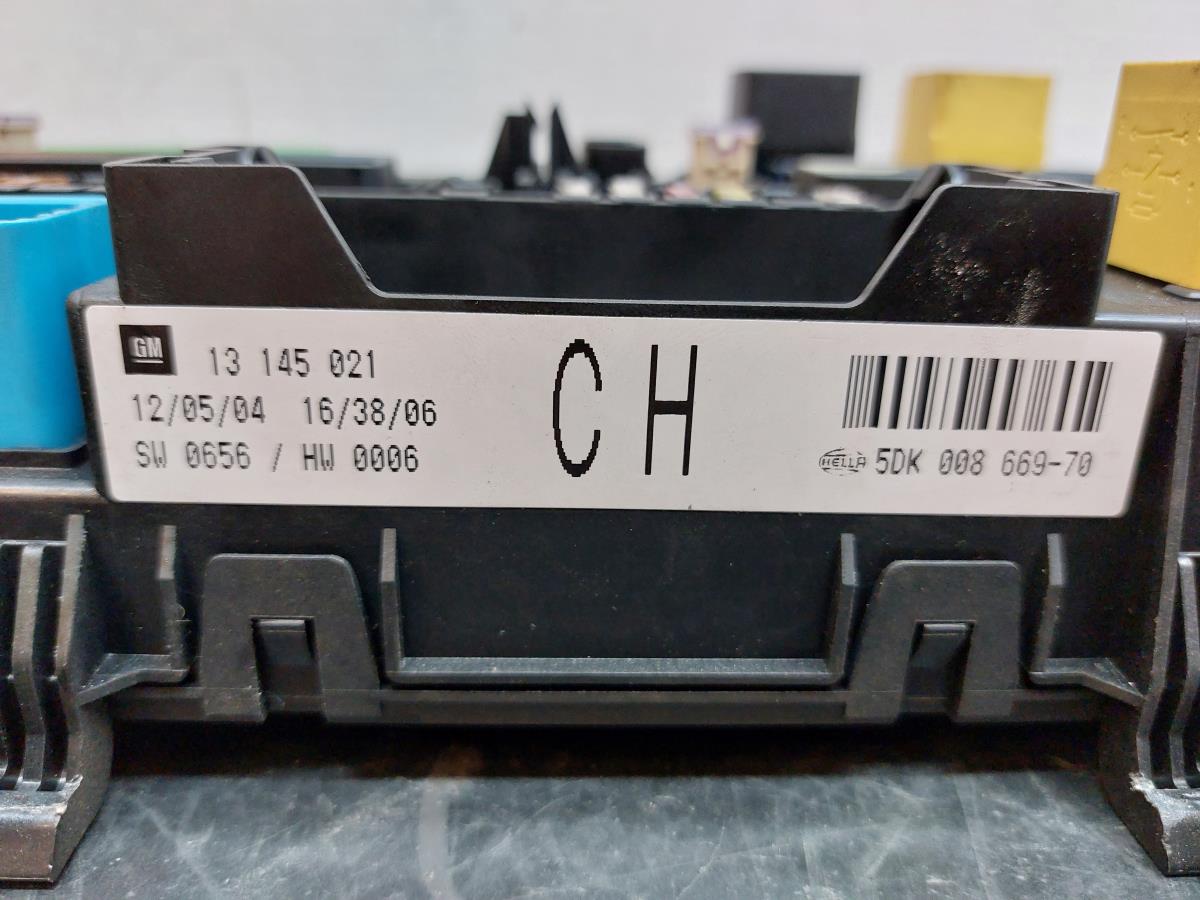 GM 13 145 021
12/05/04 16/38/06
SW 0656 / HW 0006
CH
HELLA 5DK 008 669-70